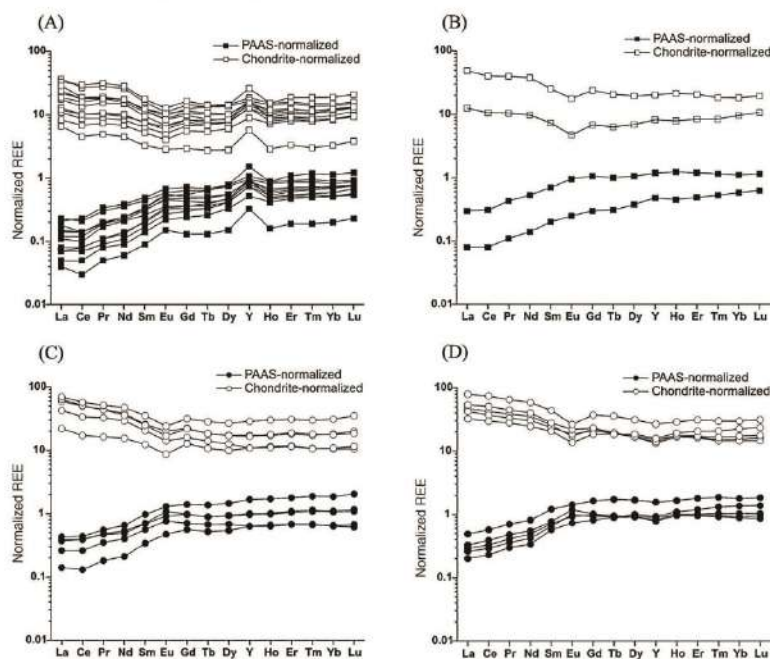 (A)
PAAS-normalized
Chondrite-normalized
Normalized REE
100
10
1
0.1
0.01
La Ce Pr Nd Sm Eu Gd Tb Dy Y Ho Er Tm Yb Lu
(B)
PAAS-normalized
Chondrite-normalized
Normalized REE
100
10
1
0.1
0.01
La Ce Pr Nd Sm Eu Gd Tb Dy Y Ho Er Tm Yb Lu
(C)
PAAS-normalized
Chondrite-normalized
Normalized REE
100
10
1
0.1
0.01
La Ce Pr Nd Sm Eu Gd Tb Dy Y Ho Er Tm Yb Lu
(D)
PAAS-normalized
Chondrite-normalized
Normalized REE
100
10
1
0.1
0.01
La Ce Pr Nd Sm Eu Gd Tb Dy Y Ho Er Tm Yb Lu